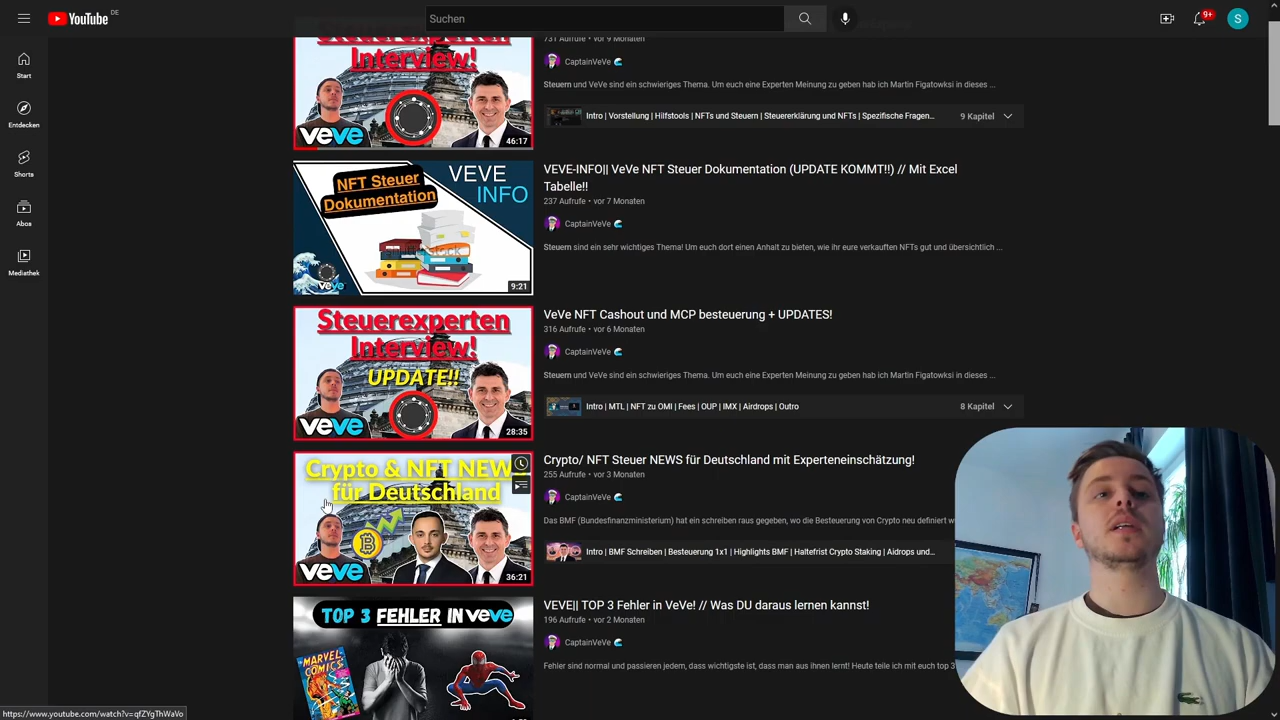 YouTube DE
Suchen
9+
S
Start
Entdecken
Shorts
Abos
Mediathek
Steuerexperten
Interview!
veve
46:17
731 Aufrufe • vor 9 Monaten
CaptainVeVe
Steuern und VeVe sind ein schwieriges Thema. Um euch eine Experten Meinung zu geben hab ich Martin Figatowksi in dieses ...
Intro | Vorstellung | Hilfstools | NFTs und Steuern | Steuererklärung und NFTs | Spezifische Fragen...
9 Kapitel
NFT Steuer
Dokumentation
VEVE
INFO
veve
9:21
VEVE-INFO|| VeVe NFT Steuer Dokumentation (UPDATE KOMMT!!) // Mit Excel
Tabelle!!
237 Aufrufe • vor 7 Monaten
CaptainVeVe
Steuern sind ein sehr wichtiges Thema! Um euch dort einen Anhalt zu bieten, wie ihr eure verkauften NFTs gut und übersichtlich ...
Steuerexperten
Interview!
UPDATE!!
veve
28:35
VeVe NFT Cashout und MCP besteuerung + UPDATES!
316 Aufrufe • vor 6 Monaten
CaptainVeVe
Steuern und VeVe sind ein schwieriges Thema. Um euch eine Experten Meinung zu geben hab ich Martin Figatowksi in dieses ...
Intro | MTL | NFT zu OMI | Fees | OUP | IMX | Airdrops | Outro
8 Kapitel
Crypto & NFT NEW
für Deutschland
veve
36:21
Crypto/ NFT Steuer NEWS für Deutschland mit Experteneinschätzung!
255 Aufrufe • vor 3 Monaten
CaptainVeVe
Das BMF (Bundesfinanzministerium) hat ein schreiben raus gegeben, wo die Besteuerung von Crypto neu definiert w
Intro | BMF Schreiben | Besteuerung 1x1 | Highlights BMF | Haltefrist Crypto Staking | Aidrops und...
TOP 3 FEHLER IN veve
MARVEL
COMICS
VEVE|| TOP 3 Fehler in VeVe! // Was DU daraus lernen kannst!
196 Aufrufe • vor 2 Monaten
CaptainVeVe
Fehler sind normal und passieren jedem, dass wichtigste ist, dass man aus ihnen lernt! Heute teile ich mit euch top 3
https://www.youtube.com/watch?v=qfZYgThWaVo